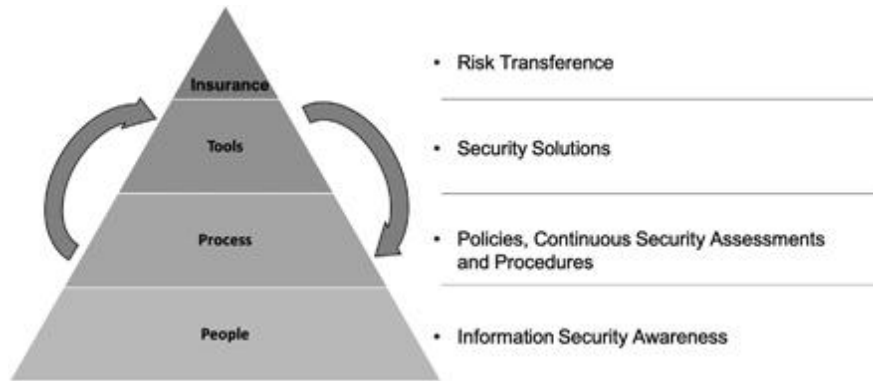 Insurance
• Risk Transference
Tools
• Security Solutions
Process
• Policies, Continuous Security Assessments
and Procedures
People
• Information Security Awareness